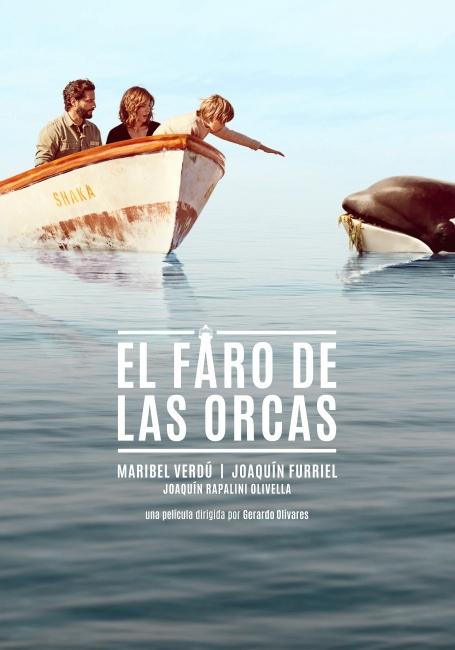 SHAKA
EL FARO DE
LAS ORCAS
MARIBEL VERDÚ | JOAQUÍN FURRIEL
JOAQUÍN RAPALINI OLIVELLA
una película dirigida por Gerardo Olivares